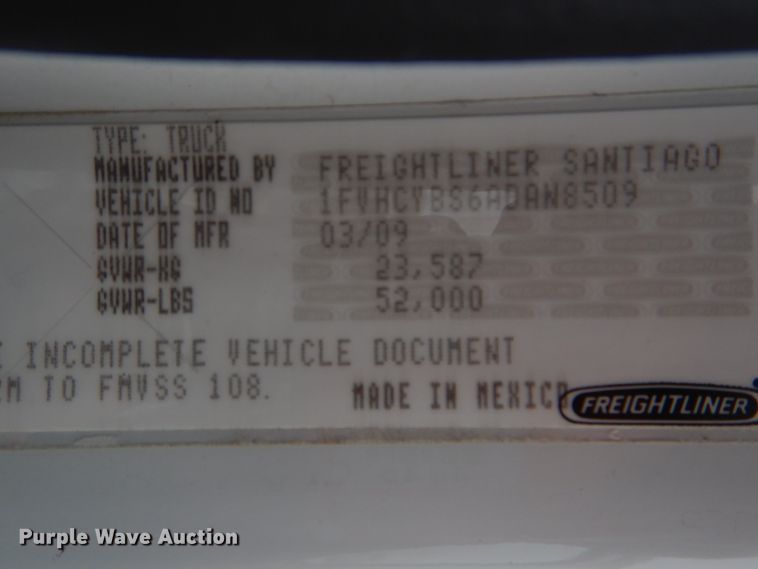 TYPE: TRUCK
MANUFACTURED BY FREIGHTLINER SANTIAGO
VEHICLE ID NO 1FVHCYBS6ADAN8509
DATE OF MFR 03/09
GVWR-KG 23,587
GVWR-LBS 52,000
INCOMPLETE VEHICLE DOCUMENT
TO FMVSS 108.
MADE IN MEXICO
FREIGHTLINER
Purple Wave Auction